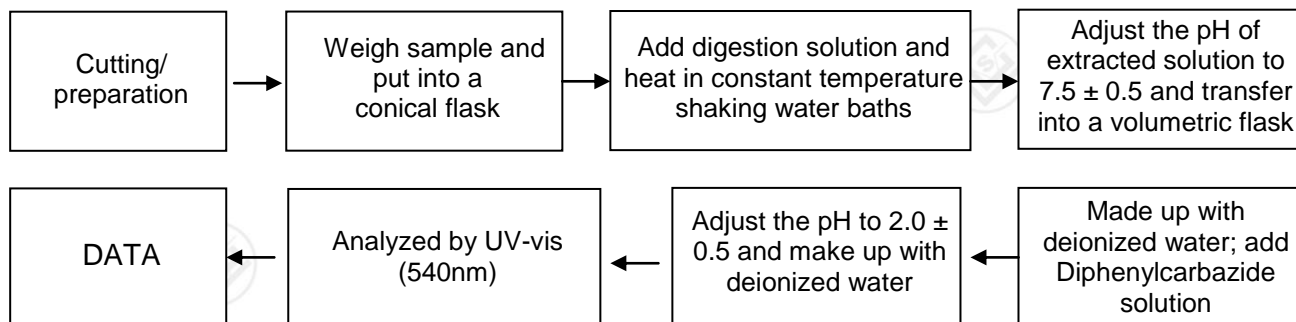 Cutting/
preparation
Weigh sample and
put into a
conical flask
Add digestion solution and
heat in constant temperature
shaking water baths
Adjust the pH of
extracted solution to
7.5 ± 0.5 and transfer
into a volumetric flask
Made up with
deionized water; add
Diphenylcarbazide
solution
Adjust the pH to 2.0 ±
0.5 and make up with
deionized water
Analyzed by UV-vis
(540nm)
DATA